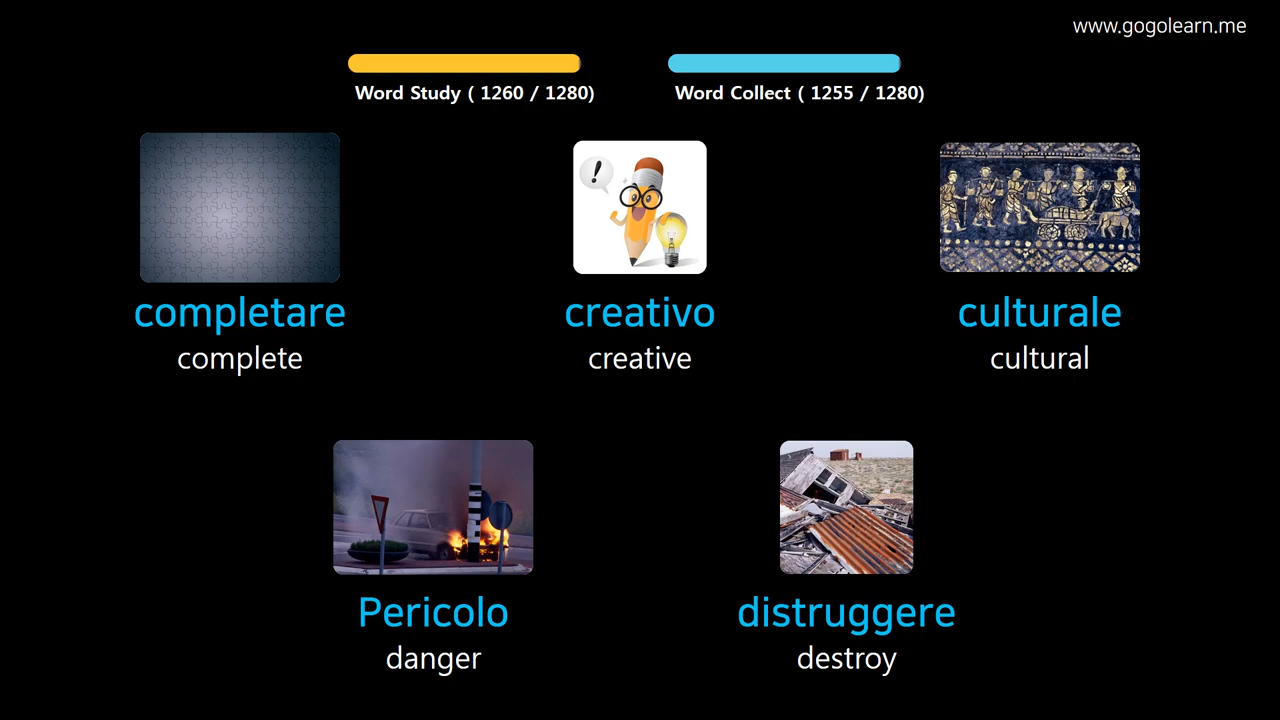 www.gogolearn.me
Word Study ( 1260 / 1280)
Word Collect ( 1255 / 1280)
!
completare
creativo
culturale
complete
creative
cultural
Pericolo
distruggere
danger
destroy